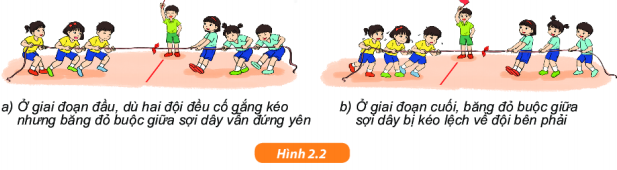 a) Ở giai đoạn đầu, dù hai đội đều cố gắng kéo
nhưng băng đỏ buộc giữa sợi dây vẫn đứng yên
b) Ở giai đoạn cuối, băng đỏ buộc giữa
sợi dây bị kéo lệch về đội bên phải
Hình 2.2